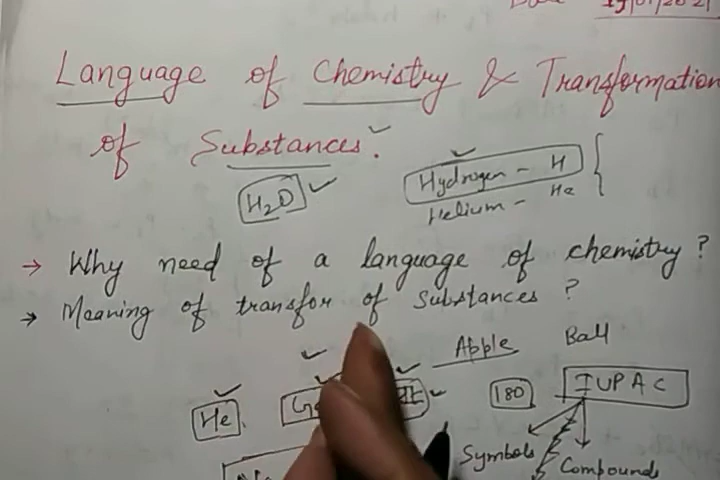 Language of Chemistry & Transformation
of Substances.
H₂O
Hydrogen - H
Helium - He
→ Why need of a language of chemistry?
→ Meaning of transfor of substances?
Apple Ball
He 180 IUPAC
Symbols Compounds